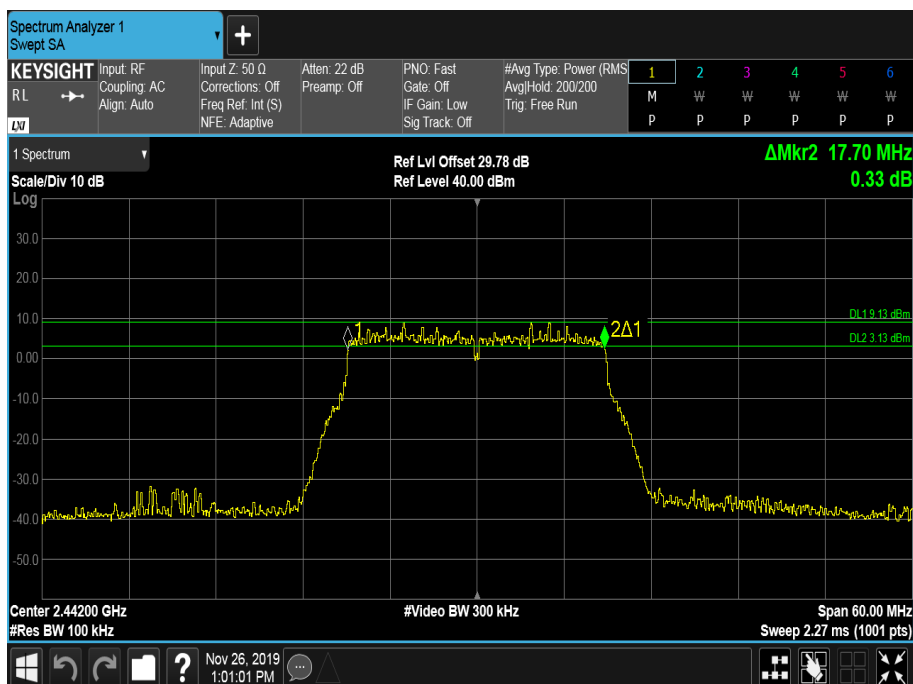 Spectrum Analyzer 1
Swept SA
KEYSIGHT
RL
LXI
Input: RF
Coupling: AC
Align: Auto
Input Z: 50 Ω
Corrections: Off
Freq Ref: Int (S)
NFE: Adaptive
Atten: 22 dB
Preamp: Off
PNO: Fast
Gate: Off
IF Gain: Low
Sig Track: Off
#Avg Type: Power (RMS
Avg|Hold: 200/200
Trig: Free Run
1 2 3 4 5 6
M W W W W W
P P P P P P
1 Spectrum
Scale/Div 10 dB
Log
Ref Lvl Offset 29.78 dB
Ref Level 40.00 dBm
ΔMkr2 17.70 MHz
0.33 dB
30.0
20.0
10.0
DL1 9.13 dBm
1
2Δ1
DL2 3.13 dBm
0.00
-10.0
-20.0
-30.0
-40.0
-50.0
Center 2.44200 GHz
#Video BW 300 kHz
Span 60.00 MHz
#Res BW 100 kHz
Sweep 2.27 ms (1001 pts)
Nov 26, 2019
1:01:01 PM